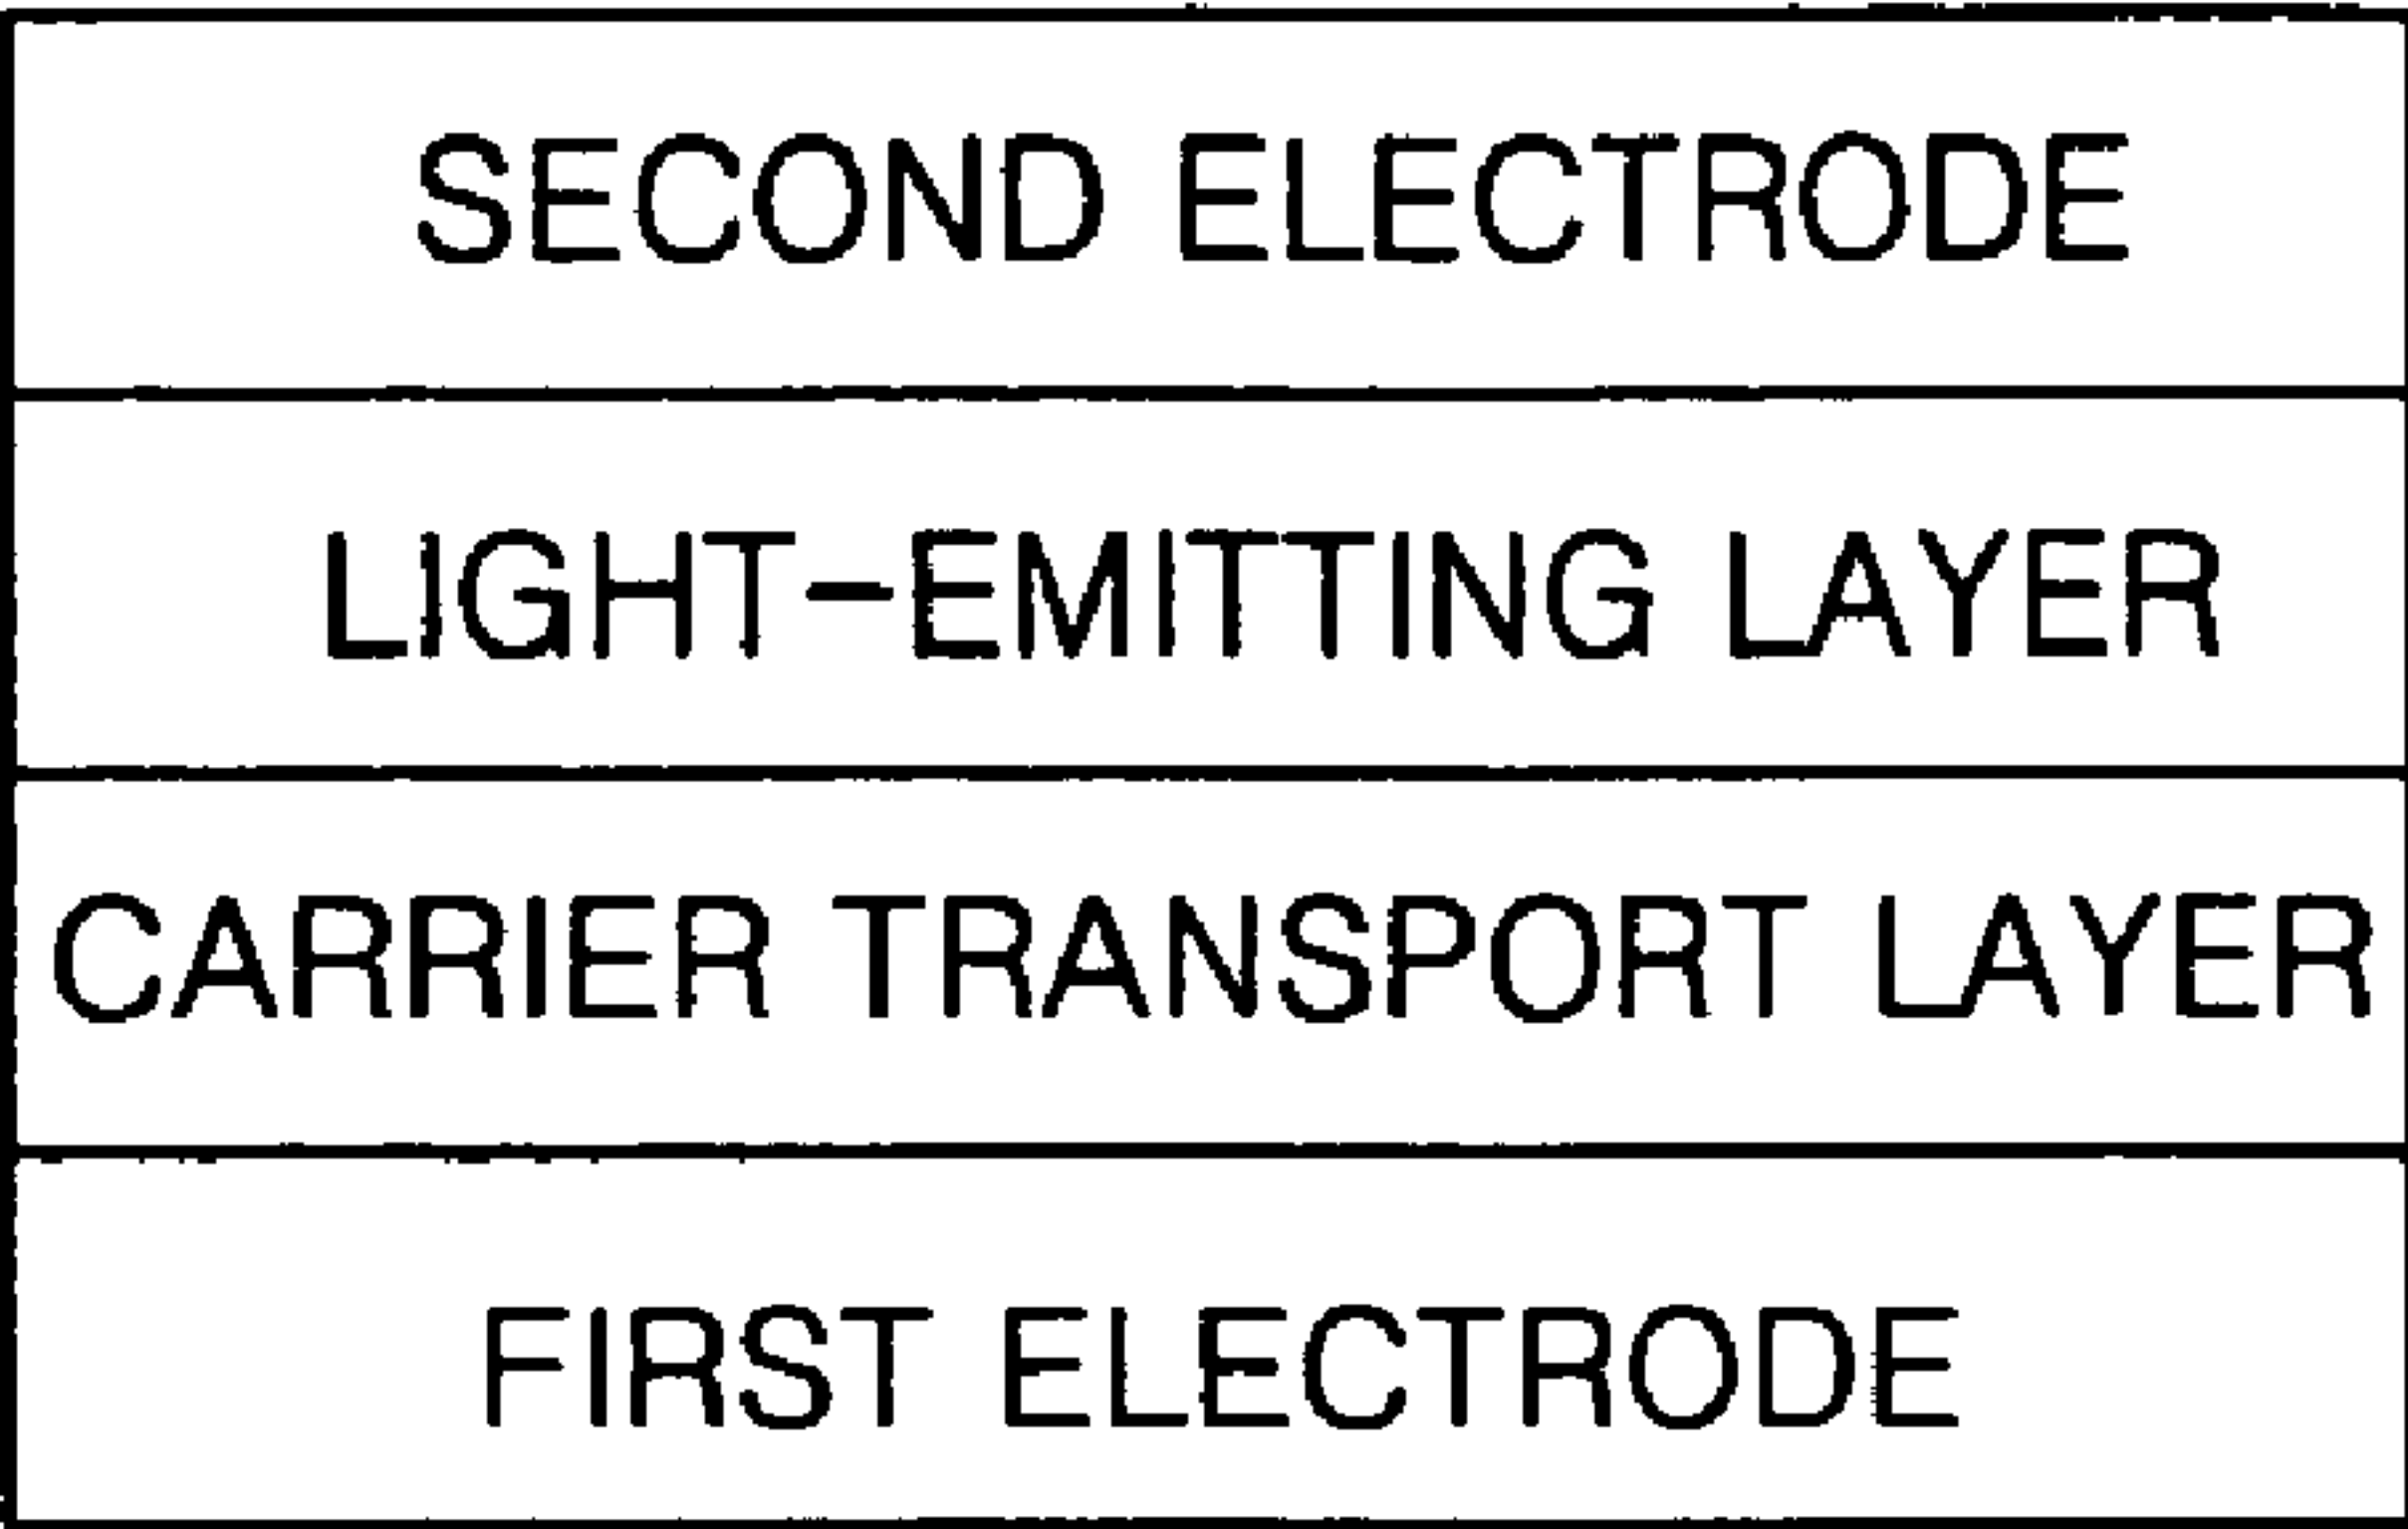 SECOND ELECTRODE
LIGHT-EMITTING LAYER
CARRIER TRANSPORT LAYER
FIRST ELECTRODE